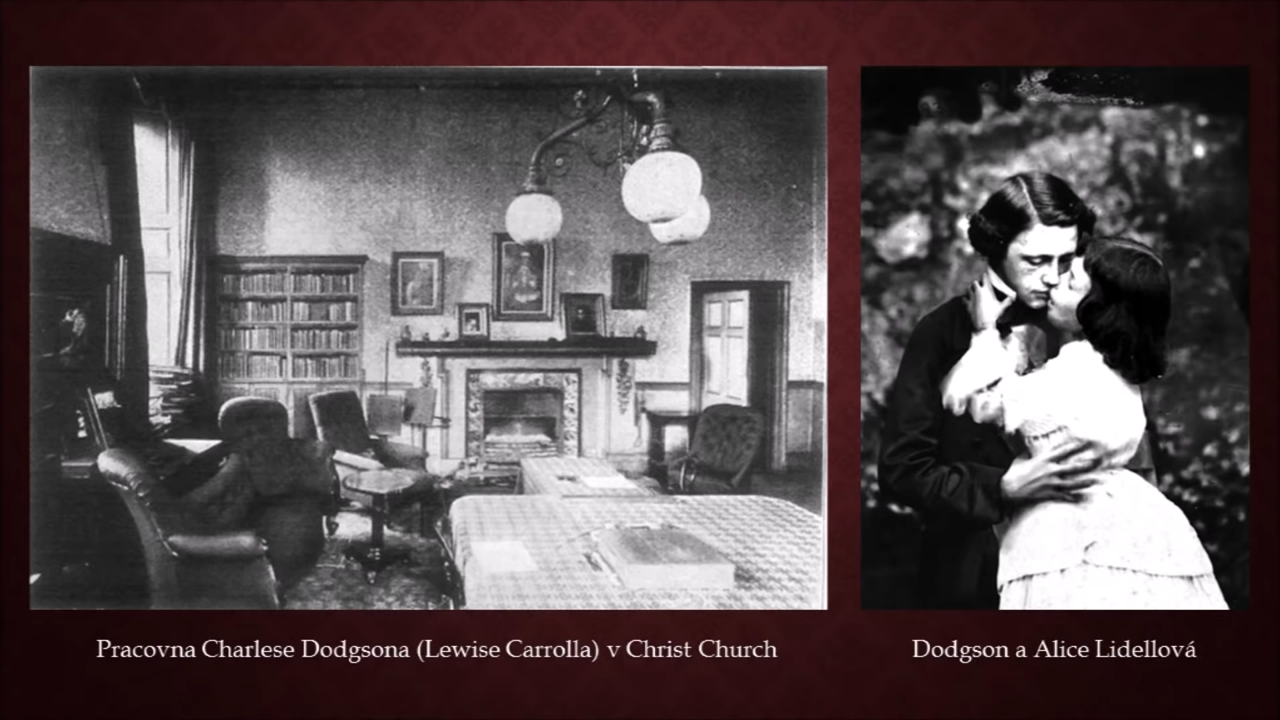 Pracovna Charlese Dodgsona (Lewise Carrolla) v Christ Church
Dodgson a Alice Lidellová